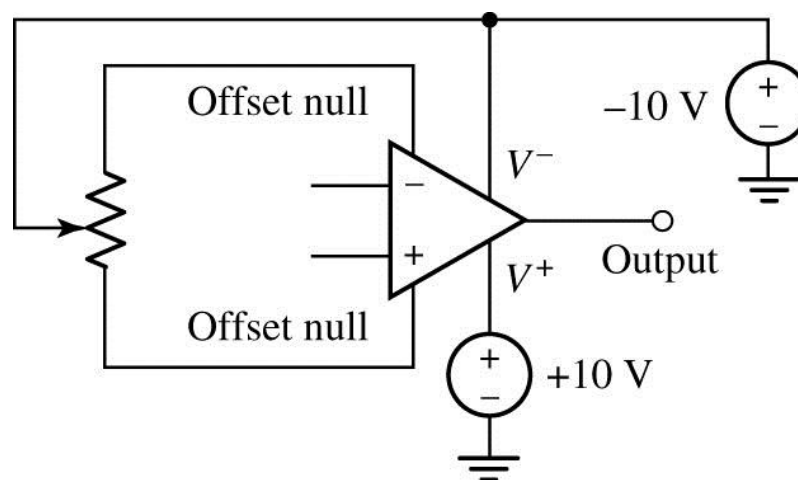 Offset null
−10 V
+
−
V−
−
+
Output
V+
Offset null
+
−
+10 V